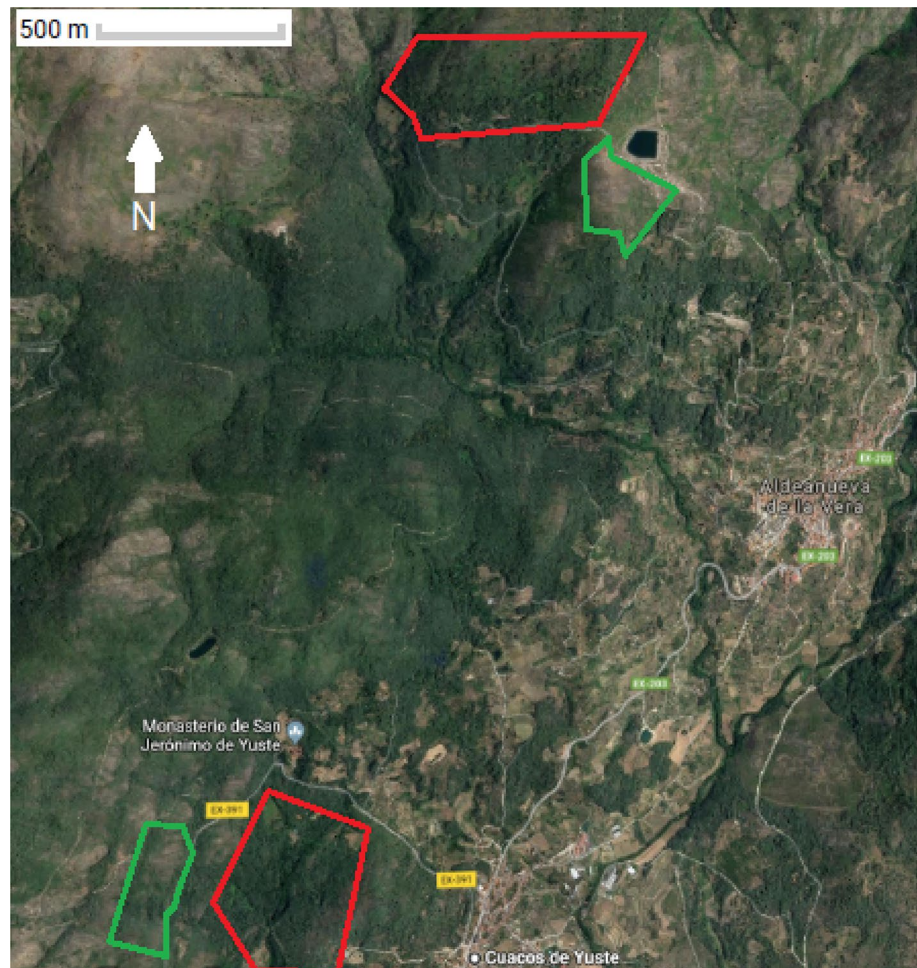 500 m
N
EX-203
Aldeanueva
de la Vera
EX-203
EX-203
Monasterio de San
Jerónimo de Yuste
EX-391
EX-391
Cuacos de Yuste